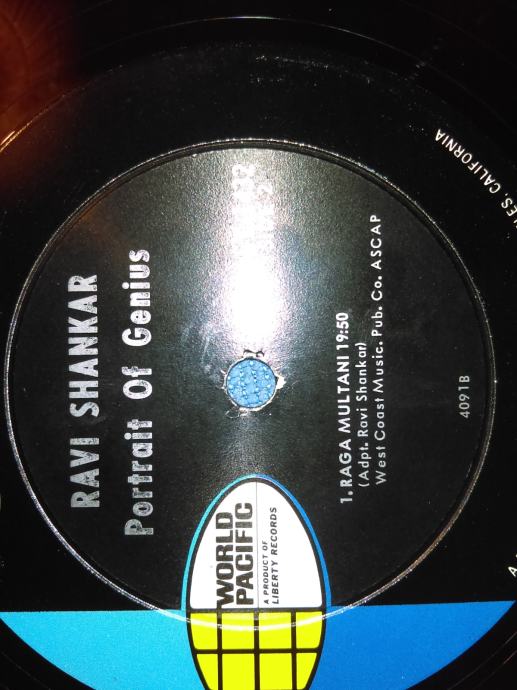 RAVI SHANKAR
Portrait Of Genius
WORLD
PACIFIC
A PRODUCT OF
LIBERTY RECORDS
1. RAGA MULTANI 19:50
(Adpt. Ravi Shankar)
West Coast Music. Pub. Co. ASCAP
4091B
CALIFORNIA